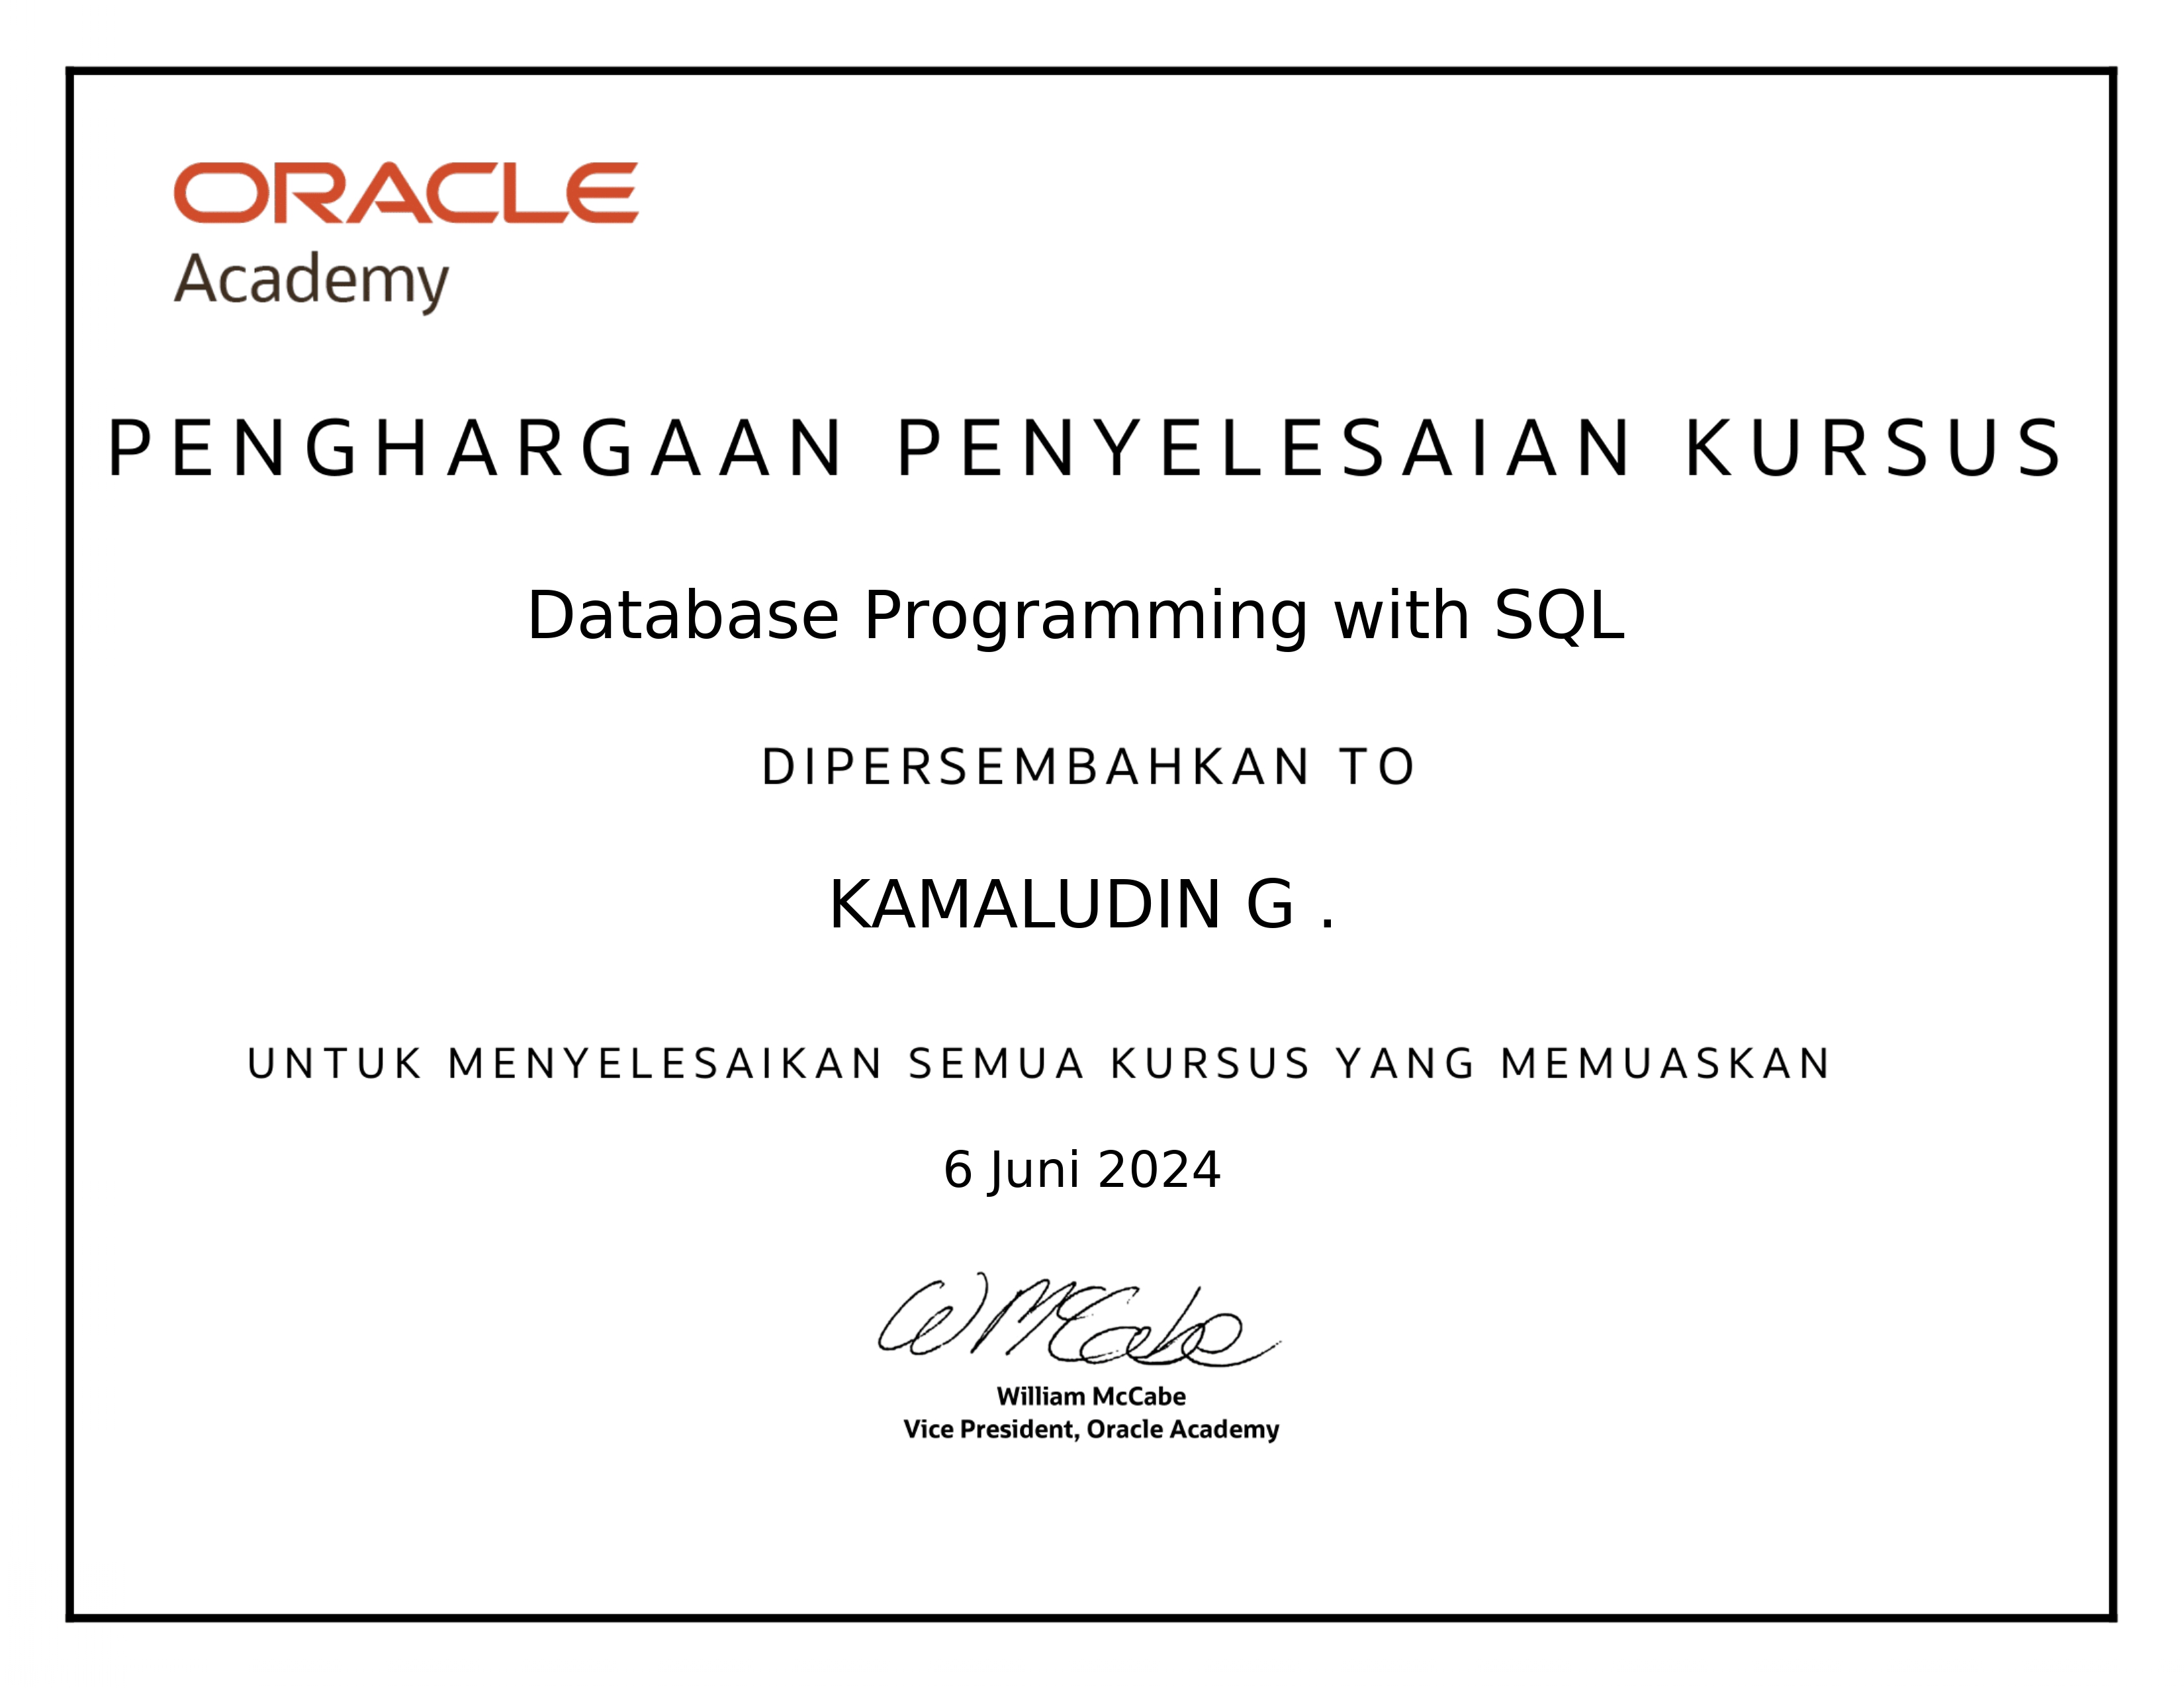 ORACLE
Academy
PENGHARGAAN PENYELESAIAN KURSUS
Database Programming with SQL
DIPERSEMBAHKAN TO
KAMALUDIN G .
UNTUK MENYELESAIKAN SEMUA KURSUS YANG MEMUASKAN
6 Juni 2024
W McCabe
William McCabe
Vice President, Oracle Academy